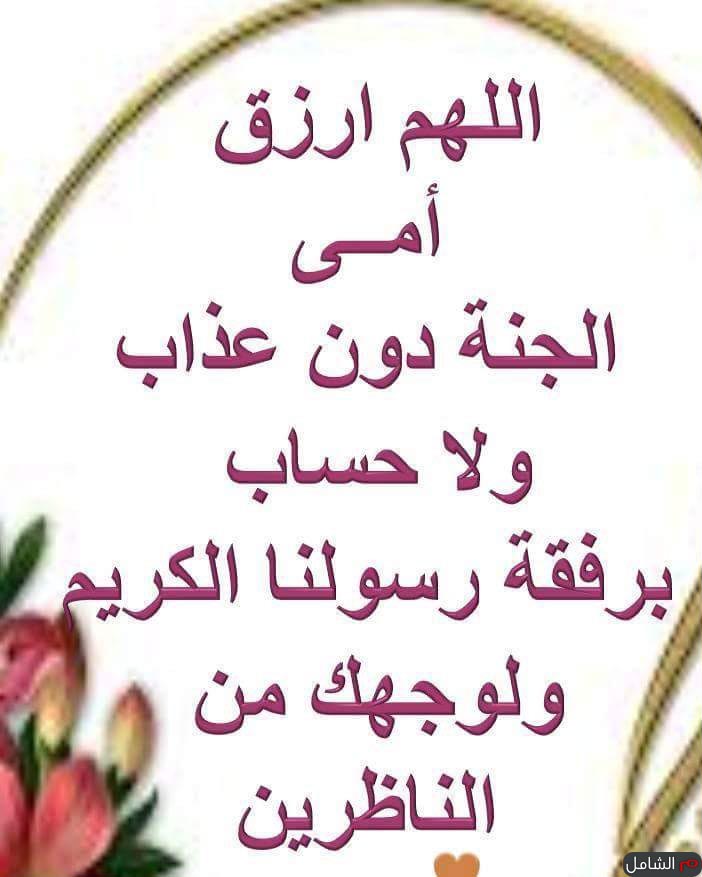 اللهم ارزق
أمـى
الجنة دون عذاب
ولا حساب
برفقة رسولنا الكريم
ولوجهك من
الناظرين
الشامل